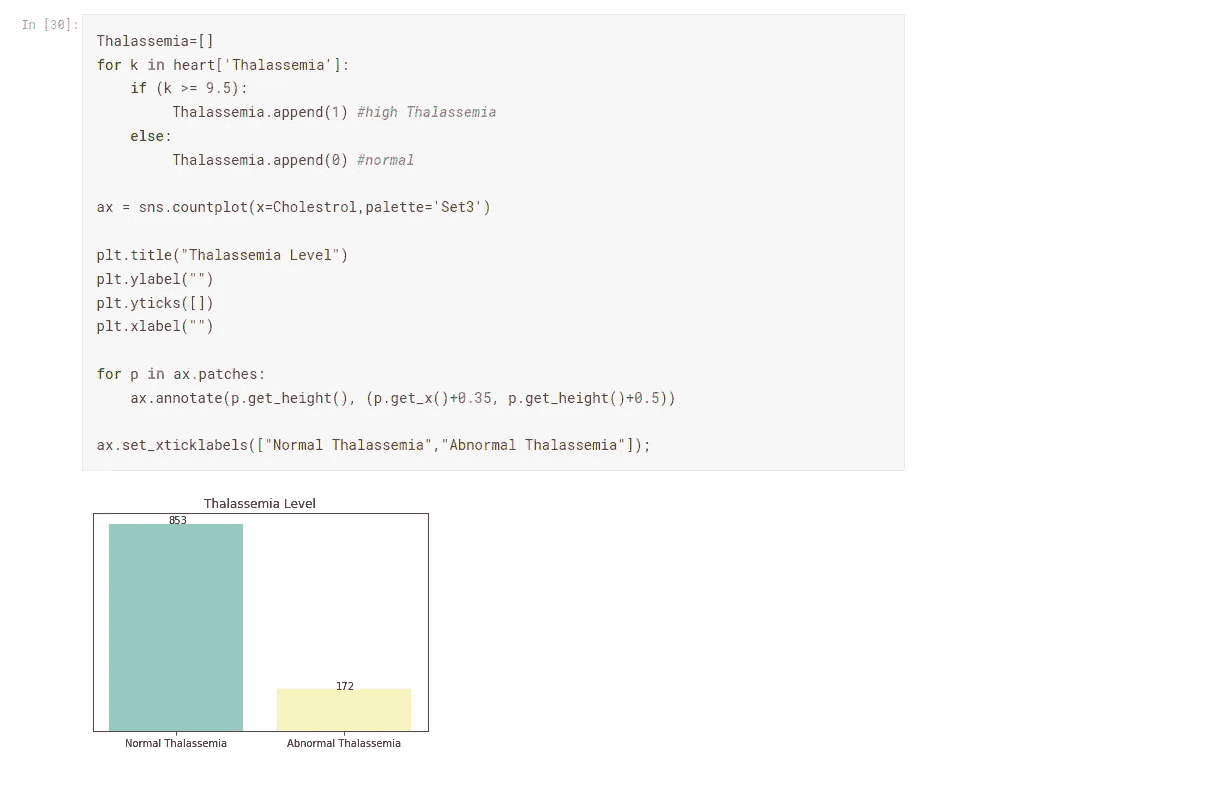 In [30]:
Thalassemia=[]
for k in heart['Thalassemia']:
    if (k >= 9.5):
         Thalassemia.append(1) #high Thalassemia
    else:
         Thalassemia.append(0) #normal
ax = sns.countplot(x=Cholestrol,palette='Set3')
plt.title("Thalassemia Level")
plt.ylabel("")
plt.yticks([])
plt.xlabel("")
for p in ax.patches:
    ax.annotate(p.get_height(), (p.get_x()+0.35, p.get_height()+0.5))
ax.set_xticklabels(["Normal Thalassemia","Abnormal Thalassemia"]);
Thalassemia Level
853
172
Normal Thalassemia Abnormal Thalassemia